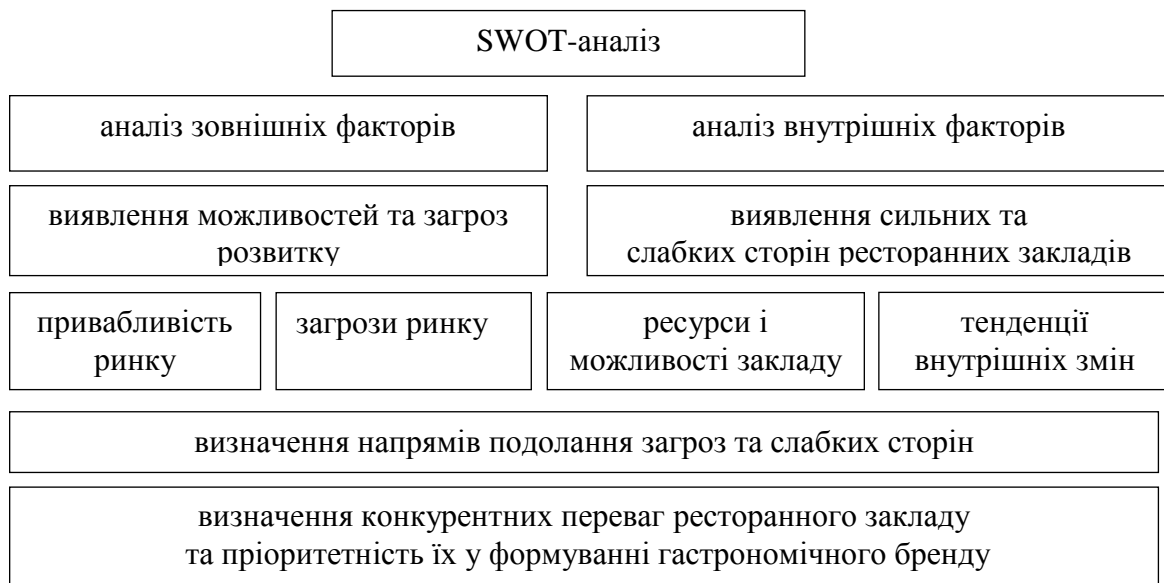 SWOT-аналіз
аналіз зовнішніх факторів
аналіз внутрішніх факторів
виявлення можливостей та загроз
розвитку
виявлення сильних та
слабких сторін ресторанних закладів
привабливість
ринку
загрози ринку
ресурси і
можливості закладу
тенденції
внутрішніх змін
визначення напрямів подолання загроз та слабких сторін
визначення конкурентних переваг ресторанного закладу
та пріоритетність їх у формуванні гастрономічного бренду